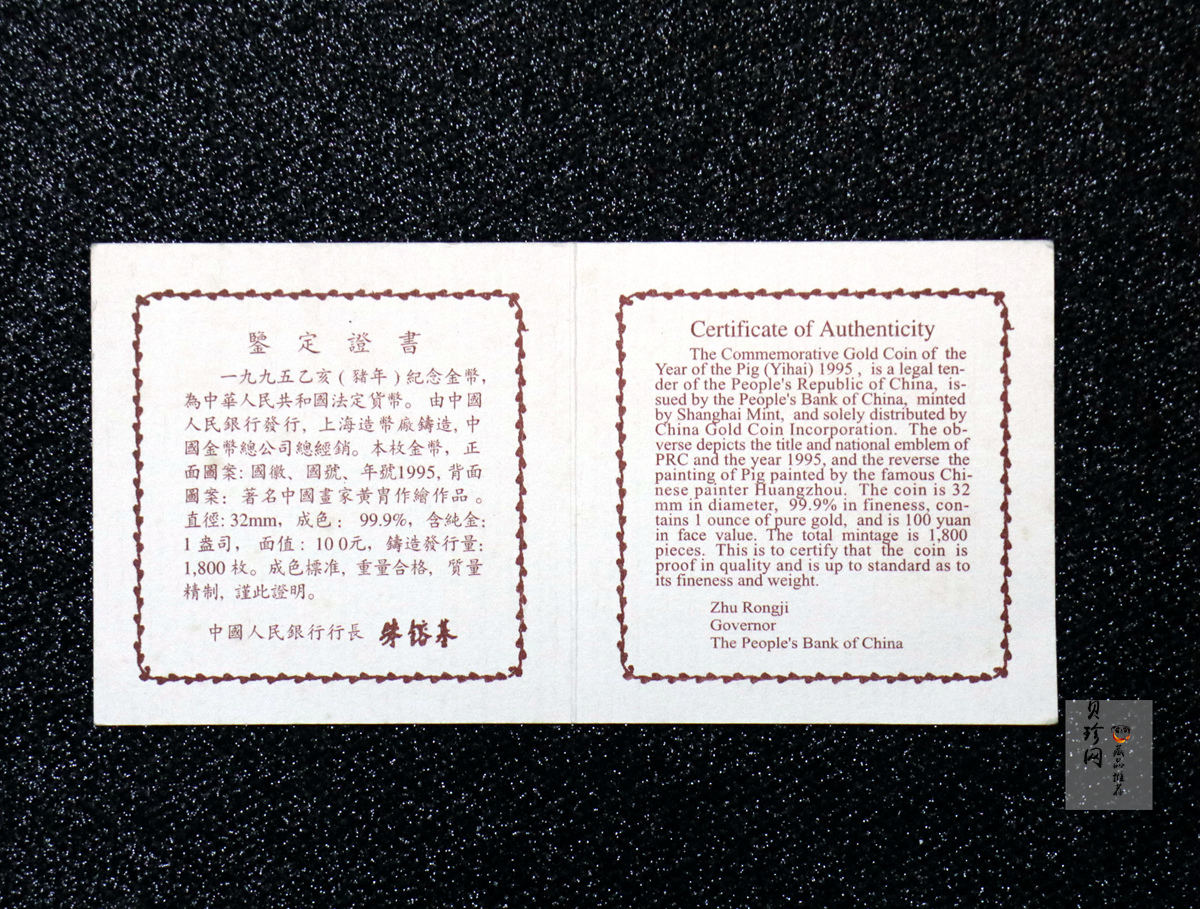 鑒定證書
一九九五乙亥(豬年)紀念金幣,
為中華人民共和國法定貨幣。由中國
人民銀行發行,上海造幣廠鑄造,中
國金幣總公司總經銷。本枚金幣,正
面圖案:國徽、國號、年號1995,背面
圖案:著名中國畫家黃胄作繪作品。
直徑:32mm,成色:99.9%,含純金:
1盎司,面值:100元,鑄造發行量:
1,800枚。成色標准,重量合格,質量
精制,謹此證明。
中國人民銀行行長 朱鎔基
Certificate of Authenticity
The Commemorative Gold Coin of the
Year of the Pig (Yihai) 1995, is a legal ten-
der of the People's Republic of China, is-
sued by the People's Bank of China, minted
by Shanghai Mint, and solely distributed by
China Gold Coin Incorporation. The ob-
verse depicts the title and national emblem of
PRC and the year 1995, and the reverse the
painting of Pig painted by the famous Chi-
nese painter Huangzhou. The coin is 32
mm in diameter, 99.9% in fineness, con-
tains 1 ounce of pure gold, and is 100 yuan
in face value. The total mintage is 1,800
pieces. This is to certify that the coin is
proof in quality and is up to standard as to
its fineness and weight.
Zhu Rongji
Governor
The People's Bank of China
贝珍网
藏品推荐